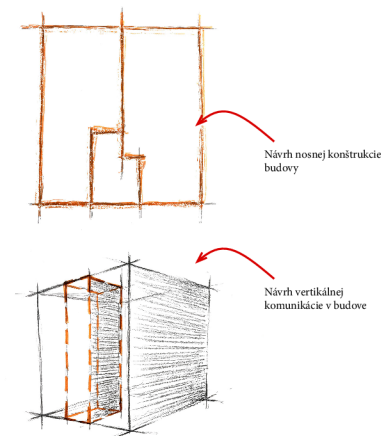 Návrh nosnej konštrukcie
budovy
Návrh vertikálnej
komunikácie v budove